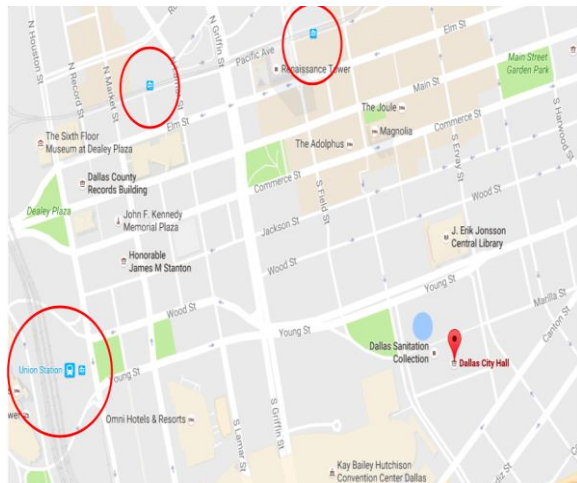 N Houston St
N Record St
N Market St
N Griffin St
Pacific Ave
Renaissance Tower
Elm St
Main St
Main Street
Garden Park
Elm St
The Joule
Commerce St
S Harwood St
The Sixth Floor
Museum at Dealey Plaza
Magnolia
The Adolphus
S Ervay St
Dallas County
Records Building
Commerce St
S Field St
Wood St
Dealey Plaza
John F. Kennedy
Memorial Plaza
Jackson St
J. Erik Jonsson
Central Library
Honorable
James M Stanton
Wood St
Young St
Marilla St
Wood St
Canton St
Young St
Dallas Sanitation
Collection
Dallas City Hall
Union Station
Young St
Omni Hotels & Resorts
S Lamar St
S Griffin St
Kay Bailey Hutchison
Convention Center Dallas